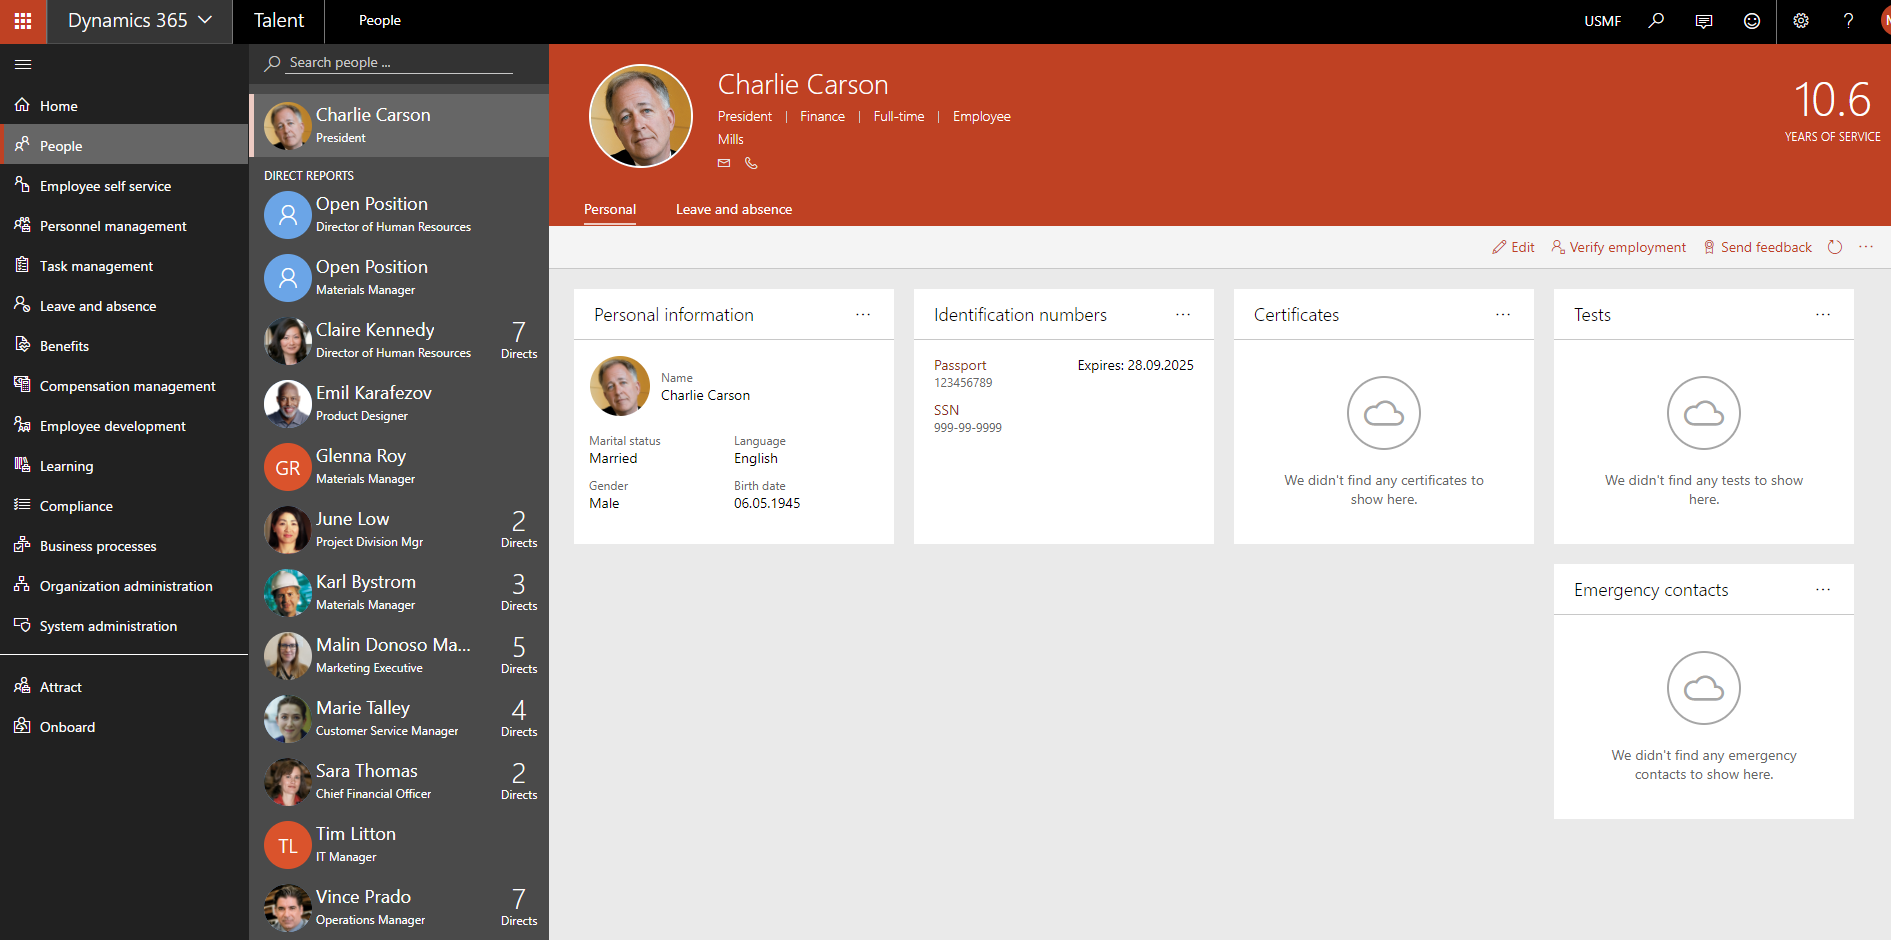 Dynamics 365
Talent
People
USMF
?
Home
People
Employee self service
Personnel management
Task management
Leave and absence
Benefits
Compensation management
Employee development
Learning
Compliance
Business processes
Organization administration
System administration
Attract
Onboard
Search people ...
Charlie Carson
President
DIRECT REPORTS
Open Position
Director of Human Resources
Open Position
Materials Manager
Claire Kennedy
Director of Human Resources
7
Directs
Emil Karafezov
Product Designer
GR
Glenna Roy
Materials Manager
June Low
Project Division Mgr
2
Directs
Karl Bystrom
Materials Manager
3
Directs
Malin Donoso Ma...
Marketing Executive
5
Directs
Marie Talley
Customer Service Manager
4
Directs
Sara Thomas
Chief Financial Officer
2
Directs
TL
Tim Litton
IT Manager
Vince Prado
Operations Manager
7
Directs
Charlie Carson
President | Finance | Full-time | Employee
Mills
10.6
YEARS OF SERVICE
Personal
Leave and absence
Edit
Verify employment
Send feedback
Personal information
Name
Charlie Carson
Marital status
Married
Language
English
Gender
Male
Birth date
06.05.1945
Identification numbers
Passport
123456789
Expires: 28.09.2025
SSN
999-99-9999
Certificates
We didn't find any certificates to
show here.
Tests
We didn't find any tests to show
here.
Emergency contacts
We didn't find any emergency
contacts to show here.